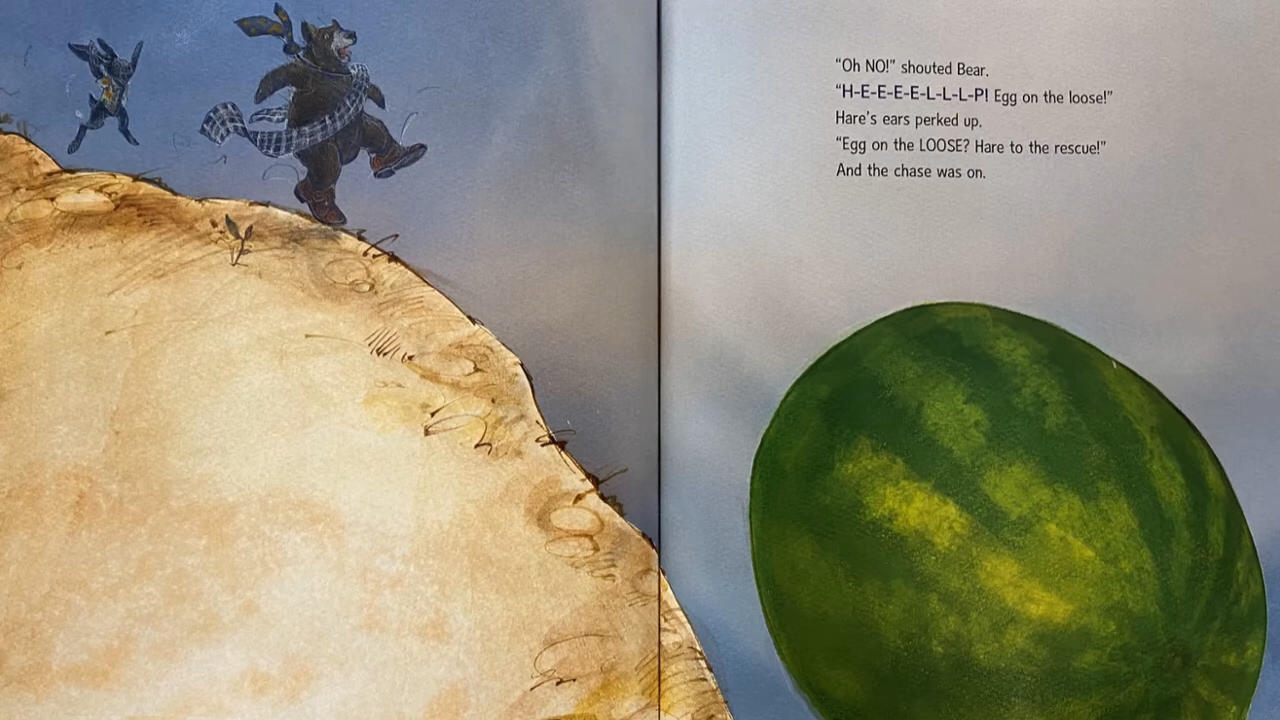 “Oh NO!” shouted Bear.
“H-E-E-E-E-L-L-L-P! Egg on the loose!”
Hare’s ears perked up.
“Egg on the LOOSE? Hare to the rescue!”
And the chase was on.